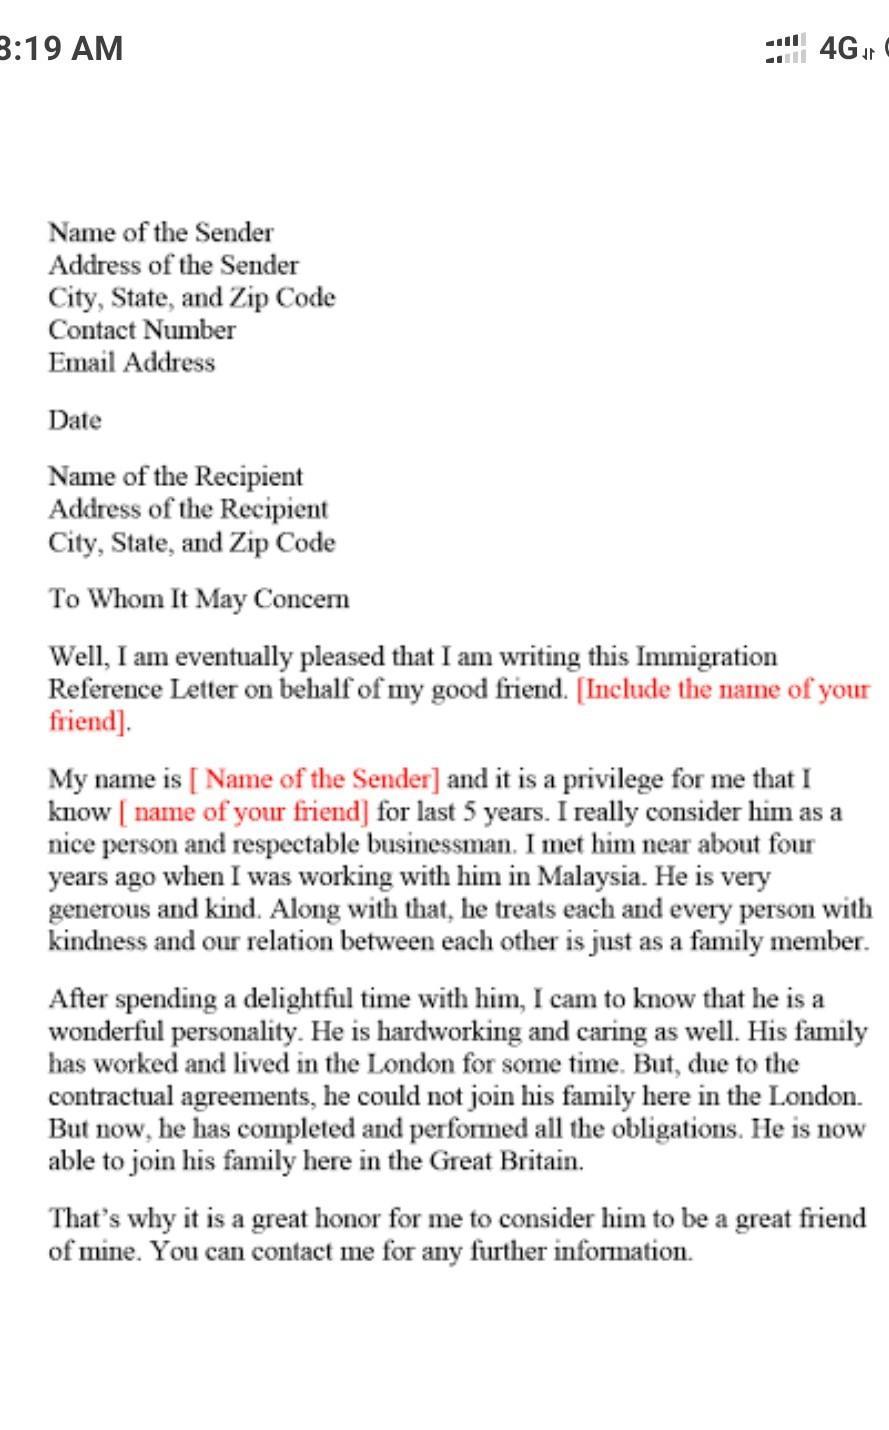 8:19 AM 4G
Name of the Sender
Address of the Sender
City, State, and Zip Code
Contact Number
Email Address
Date
Name of the Recipient
Address of the Recipient
City, State, and Zip Code
To Whom It May Concern
Well, I am eventually pleased that I am writing this Immigration
Reference Letter on behalf of my good friend. [Include the name of your
friend].
My name is [ Name of the Sender] and it is a privilege for me that I
know [ name of your friend] for last 5 years. I really consider him as a
nice person and respectable businessman. I met him near about four
years ago when I was working with him in Malaysia. He is very
generous and kind. Along with that, he treats each and every person with
kindness and our relation between each other is just as a family member.
After spending a delightful time with him, I cam to know that he is a
wonderful personality. He is hardworking and caring as well. His family
has worked and lived in the London for some time. But, due to the
contractual agreements, he could not join his family here in the London.
But now, he has completed and performed all the obligations. He is now
able to join his family here in the Great Britain.
That’s why it is a great honor for me to consider him to be a great friend
of mine. You can contact me for any further information.